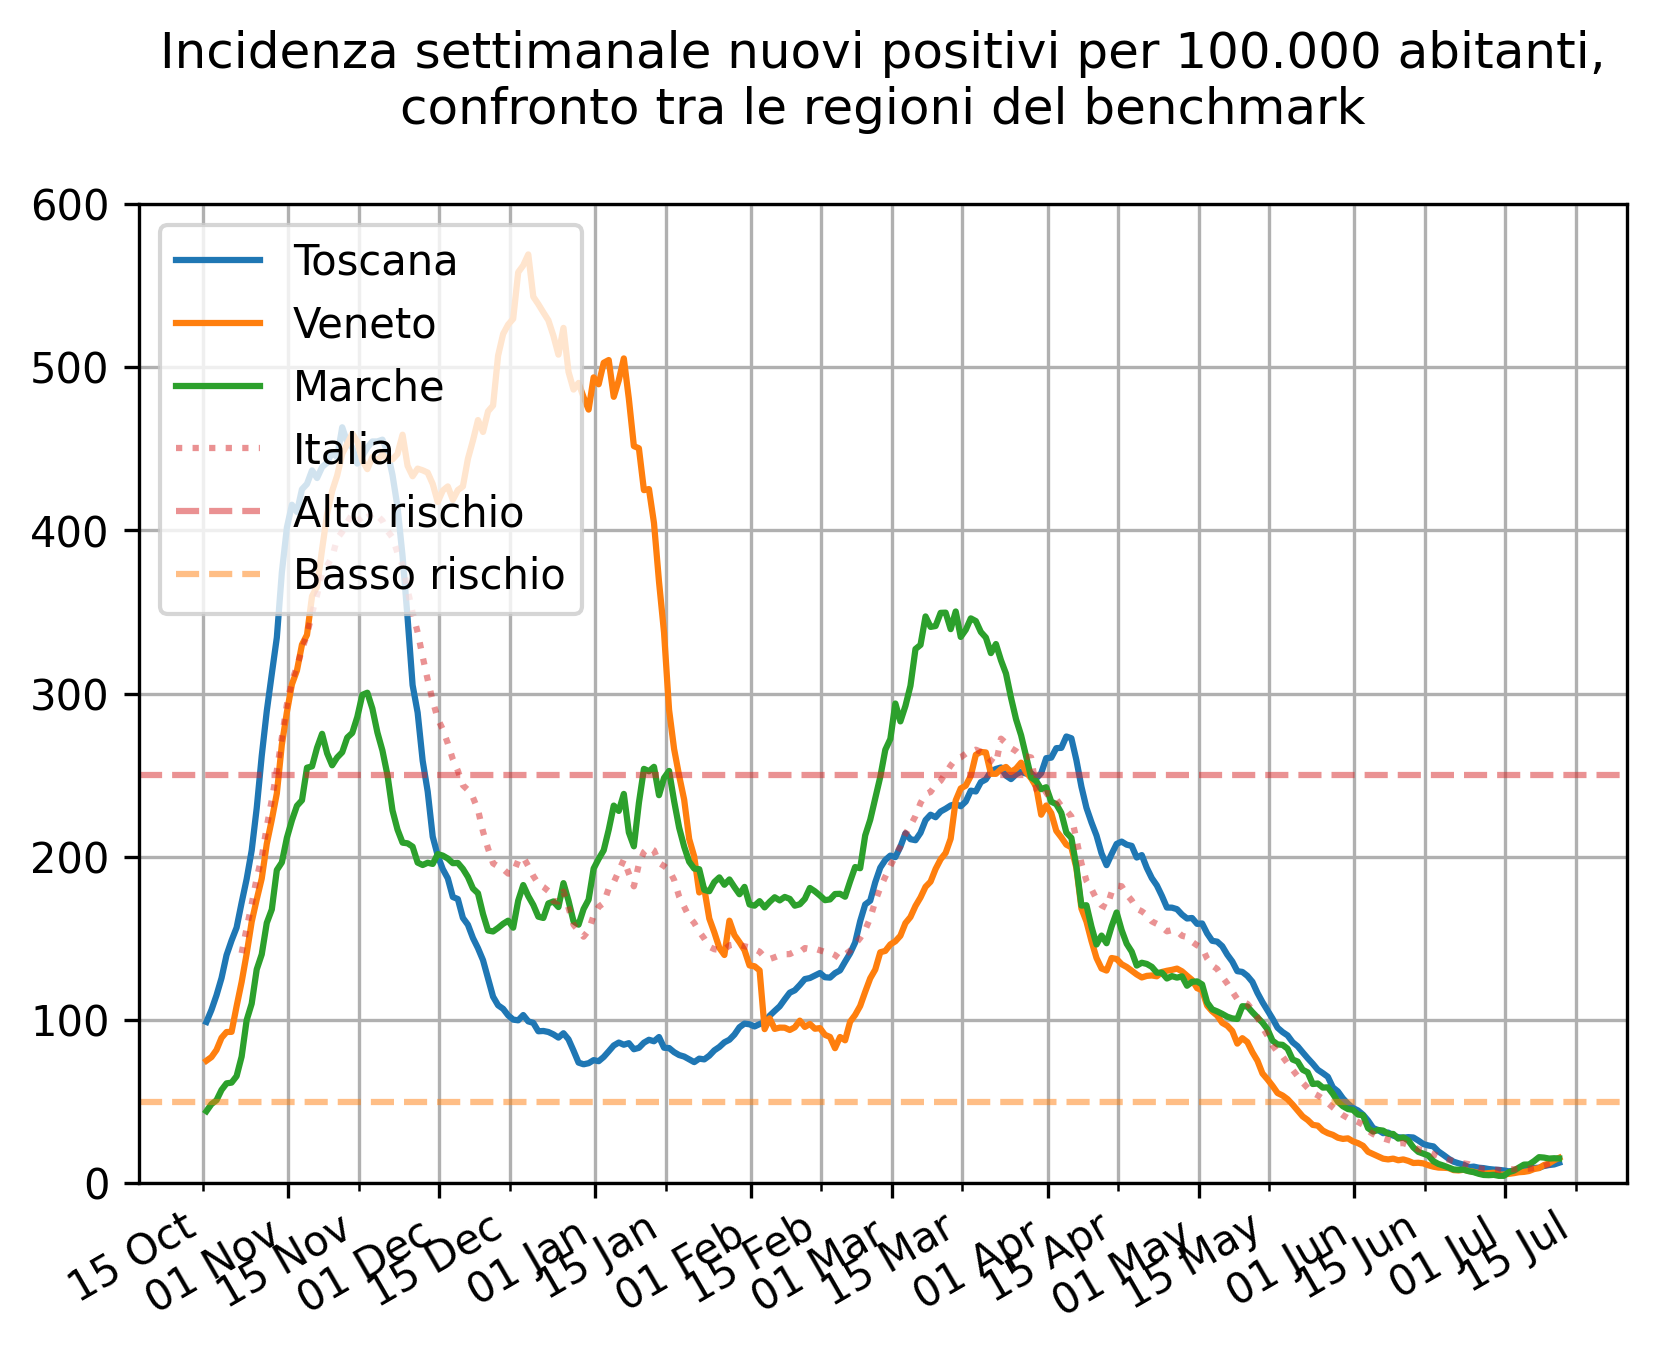 Incidenza settimanale nuovi positivi per 100.000 abitanti,
confronto tra le regioni del benchmark
600
500
400
300
200
100
0
Toscana
Veneto
Marche
Italia
Alto rischio
Basso rischio
15 Oct
01 Nov
15 Nov
01 Dec
15 Dec
01 Jan
15 Jan
01 Feb
15 Feb
01 Mar
15 Mar
01 Apr
15 Apr
01 May
15 May
01 Jun
15 Jun
01 Jul
15 Jul